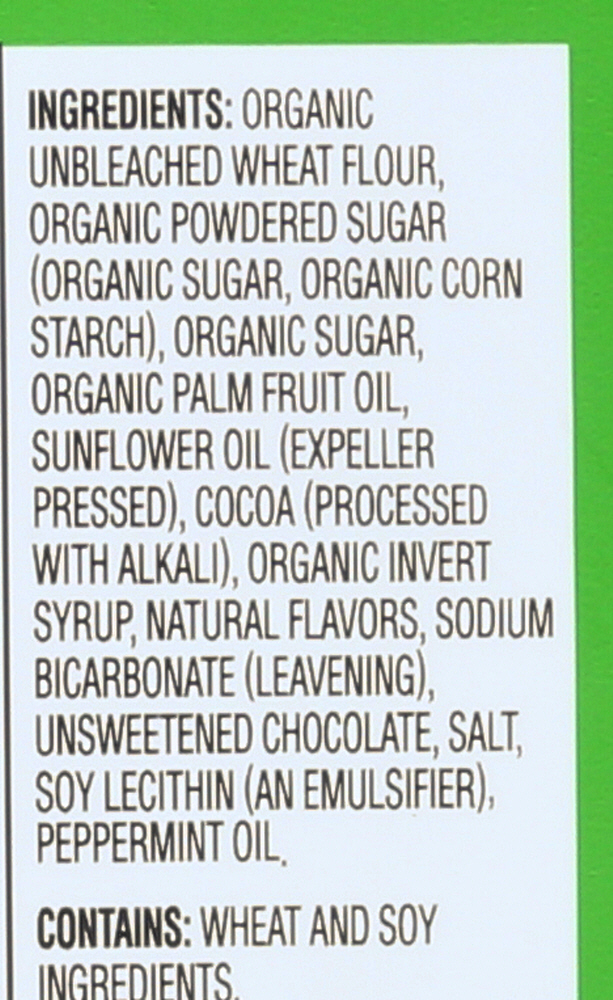 INGREDIENTS: ORGANIC
UNBLEACHED WHEAT FLOUR,
ORGANIC POWDERED SUGAR
(ORGANIC SUGAR, ORGANIC CORN
STARCH), ORGANIC SUGAR,
ORGANIC PALM FRUIT OIL,
SUNFLOWER OIL (EXPELLER
PRESSED), COCOA (PROCESSED
WITH ALKALI), ORGANIC INVERT
SYRUP, NATURAL FLAVORS, SODIUM
BICARBONATE (LEAVENING),
UNSWEETENED CHOCOLATE, SALT,
SOY LECITHIN (AN EMULSIFIER),
PEPPERMINT OIL.
CONTAINS: WHEAT AND SOY
INGREDIENTS.